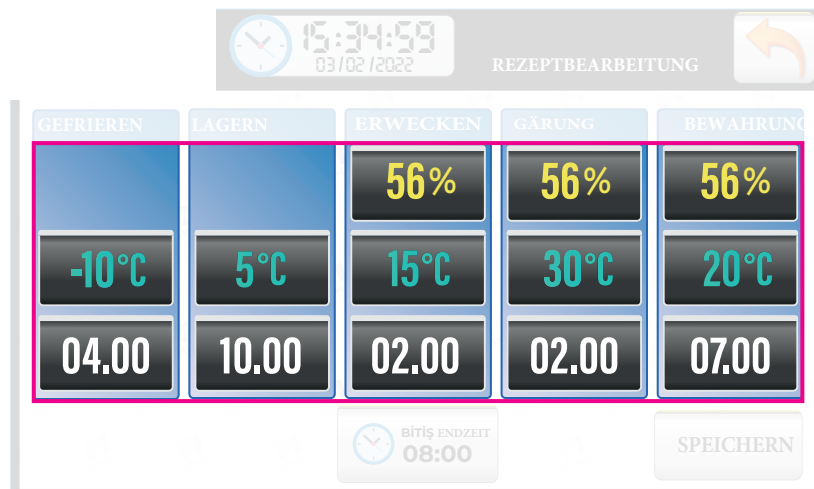 15:34:59
03/02/2022
REZEPTBEARBEITUNG
GEFRIEREN LAGERN ERWECKEN GÄRUNG BEWAHRUNG
56% 56% 56%
-10°C 5°C 15°C 30°C 20°C
04.00 10.00 02.00 02.00 07.00
BİTİŞ ENDZEIT
08:00
SPEICHERN